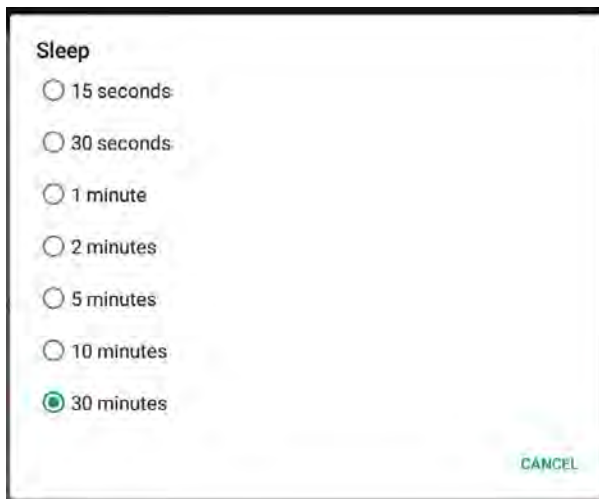 Sleep
15 seconds
30 seconds
1 minute
2 minutes
5 minutes
10 minutes
30 minutes
CANCEL